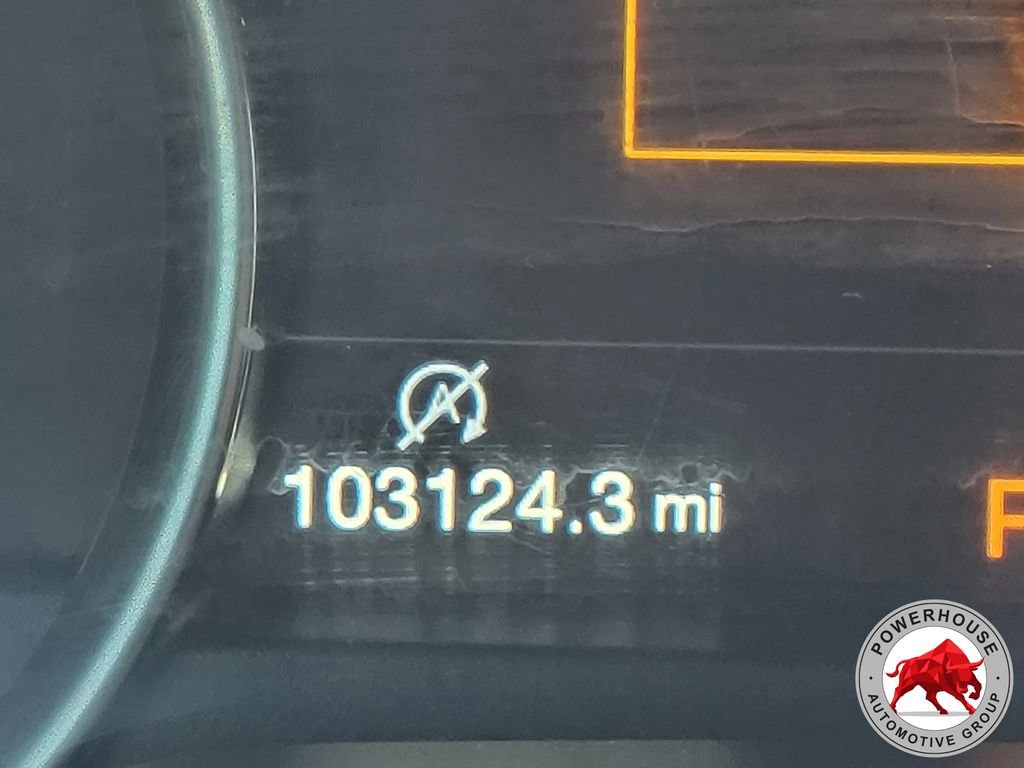 A
103124.3 mi
POWERHOUSE
AUTOMOTIVE GROUP